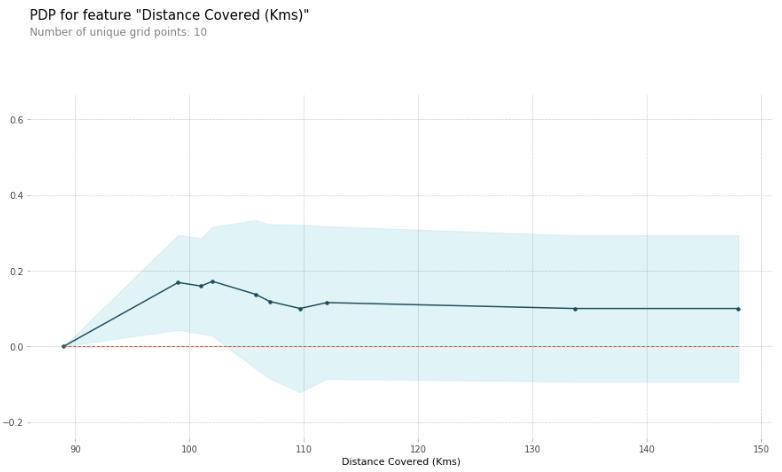 PDP for feature "Distance Covered (Kms)"
Number of unique grid points: 10
0.6
0.4
0.2
0.0
−0.2
90 100 110 120 130 140 150
Distance Covered (Kms)